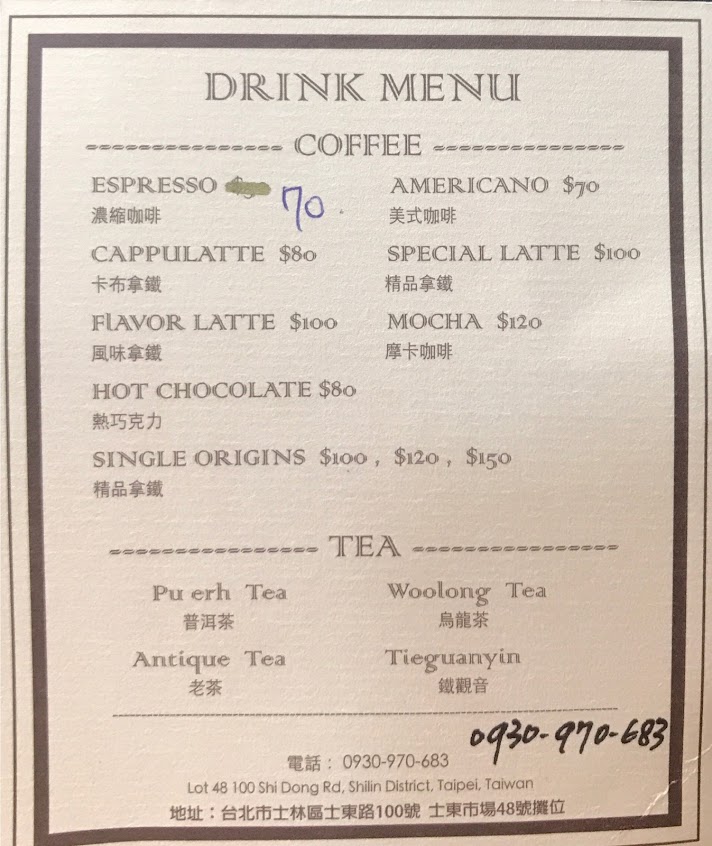 DRINK MENU
COFFEE
ESPRESSO 70
濃縮咖啡
AMERICANO $70
美式咖啡
CAPPULATTE $80
卡布拿鐵
SPECIAL LATTE $100
精品拿鐵
FlAVOR LATTE $100
風味拿鐵
MOCHA $120
摩卡咖啡
HOT CHOCOLATE $80
熱巧克力
SINGLE ORIGINS $100 , $120 , $150
精品拿鐵
TEA
Pu erh Tea
普洱茶
Woolong Tea
烏龍茶
Antique Tea
老茶
Tieguanyin
鐵觀音
0930-970-683
電話： 0930-970-683
Lot 48 100 Shi Dong Rd, Shilin District, Taipei, Taiwan
地址：台北市士林區士東路100號 士東市場48號攤位